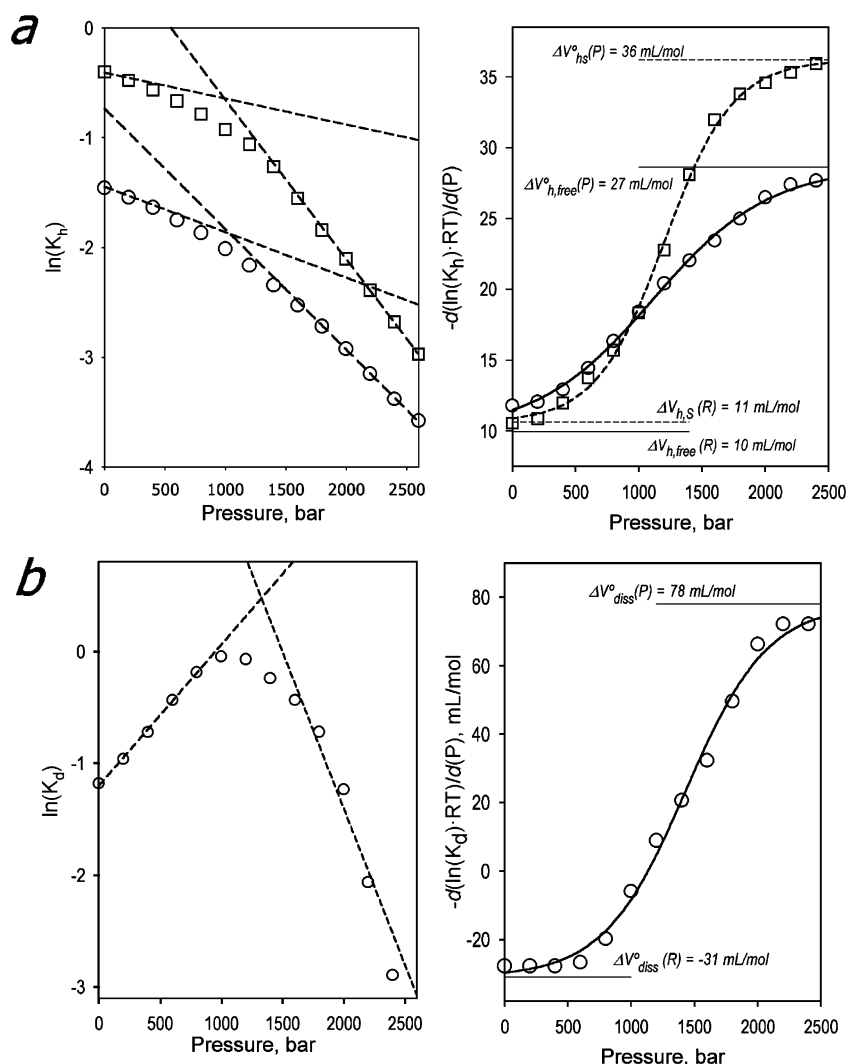 a
0
-1
-2
-3
-4
ln(Kh)
0 500 1000 1500 2000 2500
Pressure, bar
35
30
25
20
15
10
-d(ln(Kh)·RT)/d(P)
ΔV°hs(P) = 36 mL/mol
ΔV°h,free(P) = 27 mL/mol
ΔVh,S (R) = 11 mL/mol
ΔVh,free (R) = 10 mL/mol
0 500 1000 1500 2000 2500
Pressure, bar
b
0
-1
-2
-3
ln(Kd)
0 500 1000 1500 2000 2500
Pressure, bar
80
60
40
20
0
-20
-d(ln(Kd)·RT)/d(P), mL/mol
ΔV°diss(P) = 78 mL/mol
ΔV°diss (R) = -31 mL/mol
0 500 1000 1500 2000 2500
Pressure, bar